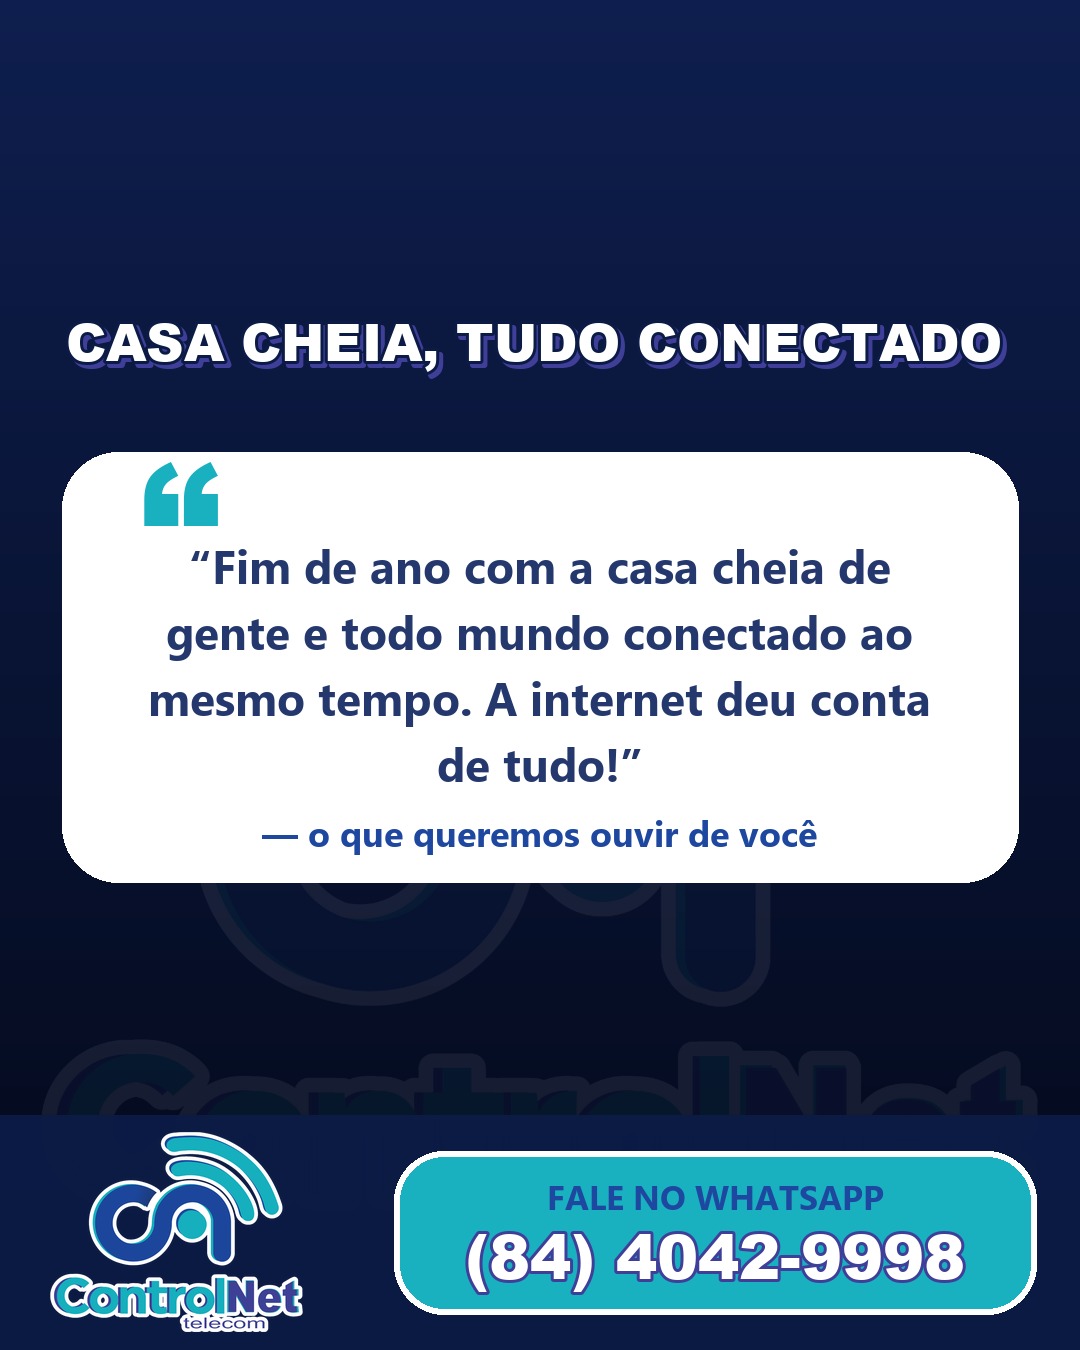 CASA CHEIA, TUDO CONECTADO
“Fim de ano com a casa cheia de
gente e todo mundo conectado ao
mesmo tempo. A internet deu conta
de tudo!”
— o que queremos ouvir de você
ControlNet
ControlNet
telecom
FALE NO WHATSAPP
(84) 4042-9998